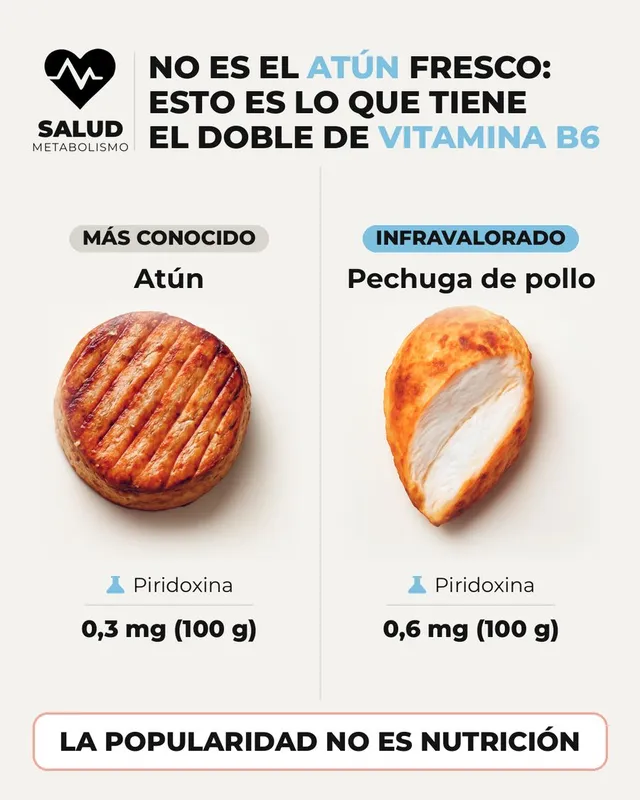 SALUD
METABOLISMO
NO ES EL ATÚN FRESCO:
ESTO ES LO QUE TIENE
EL DOBLE DE VITAMINA B6
MÁS CONOCIDO
Atún
Piridoxina
0,3 mg (100 g)
INFRAVALORADO
Pechuga de pollo
Piridoxina
0,6 mg (100 g)
LA POPULARIDAD NO ES NUTRICIÓN